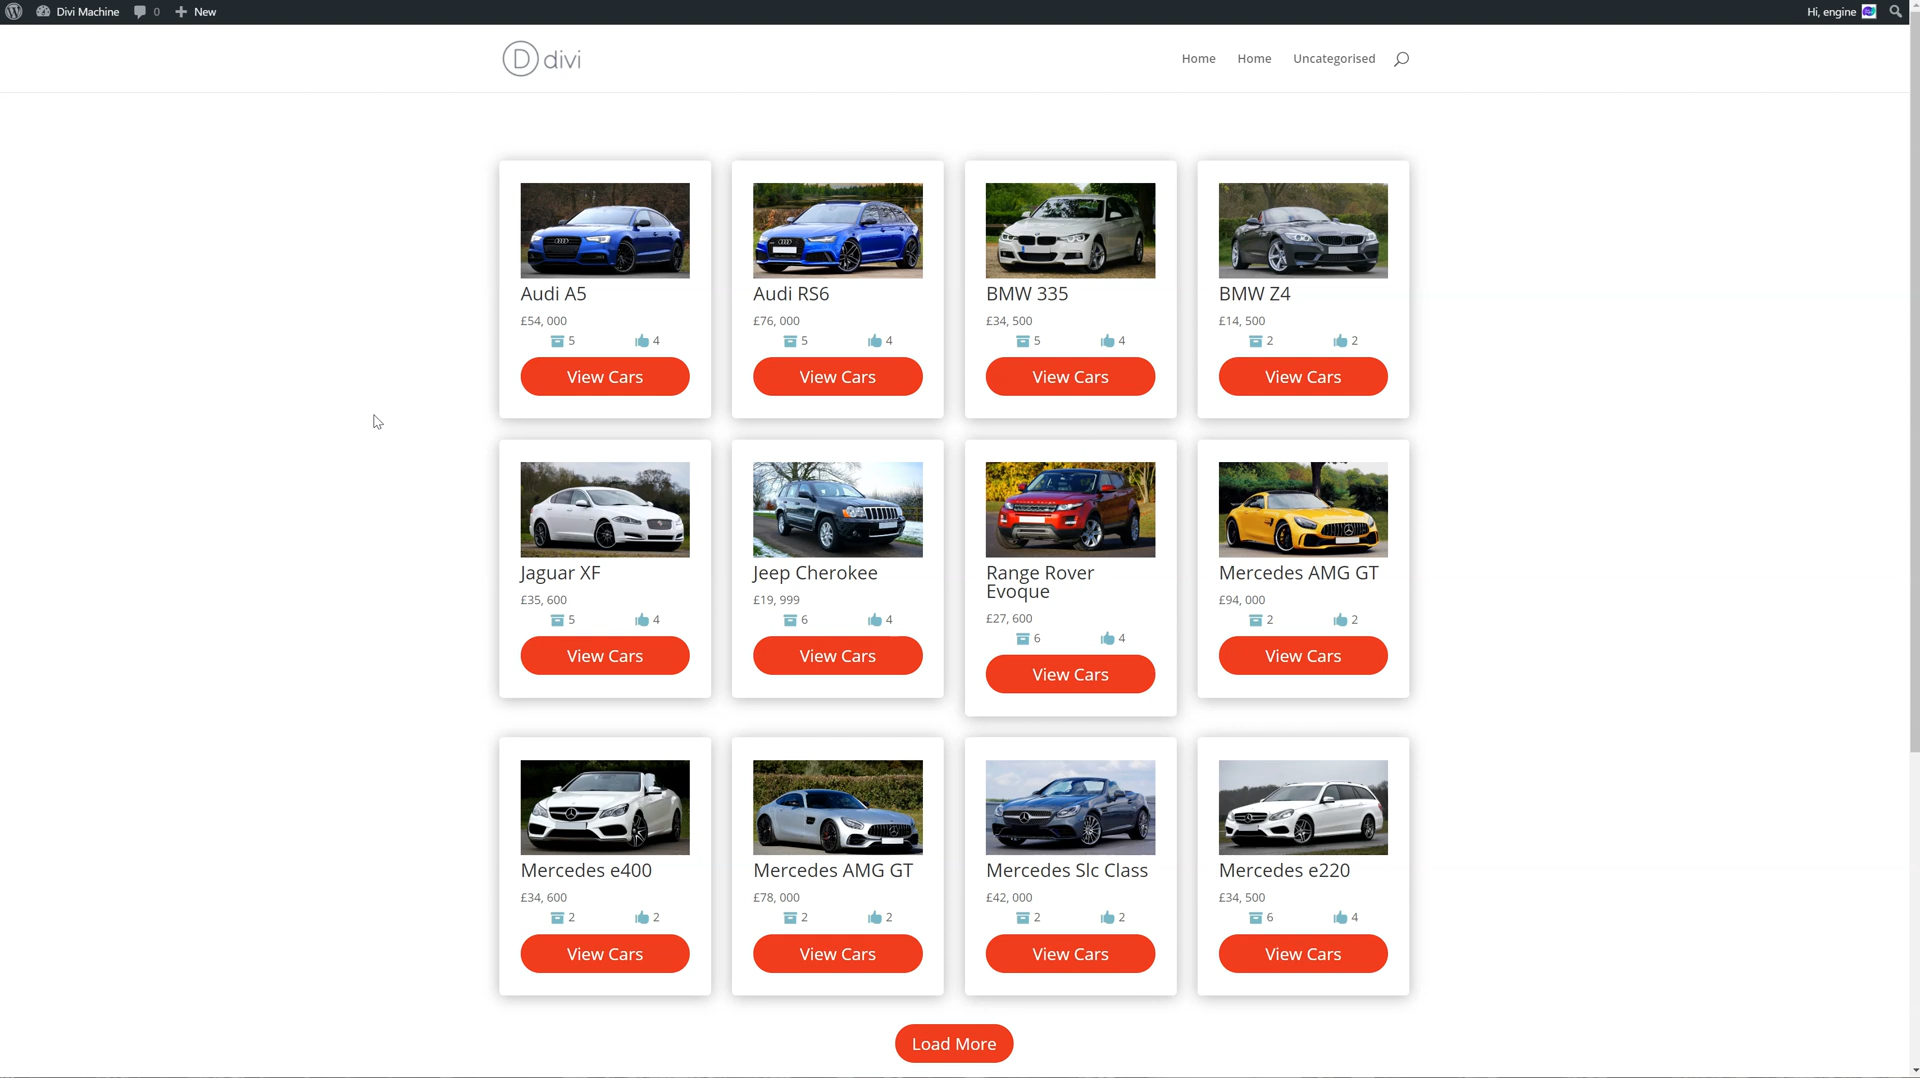 Divi Machine 0 New Hi, engine
D divi Home Home Uncategorised
Audi A5 Audi RS6 BMW 335 BMW Z4
£54, 000 £76, 000 £34, 500 £14, 500
5 4 5 4 5 4 2 2
View Cars View Cars View Cars View Cars
Jaguar XF Jeep Cherokee Range Rover Mercedes AMG GT
Evoque
£35, 600 £19, 999 £27, 600 £94, 000
5 4 6 4 6 4 2 2
View Cars View Cars View Cars View Cars
Mercedes e400 Mercedes AMG GT Mercedes Slc Class Mercedes e220
£34, 600 £78, 000 £42, 000 £34, 500
2 2 2 2 2 2 6 4
View Cars View Cars View Cars View Cars
Load More